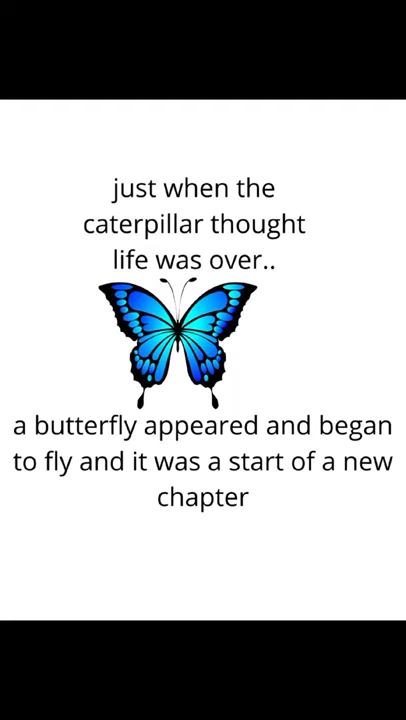 just when the
caterpillar thought
life was over..
a butterfly appeared and began
to fly and it was a start of a new
chapter